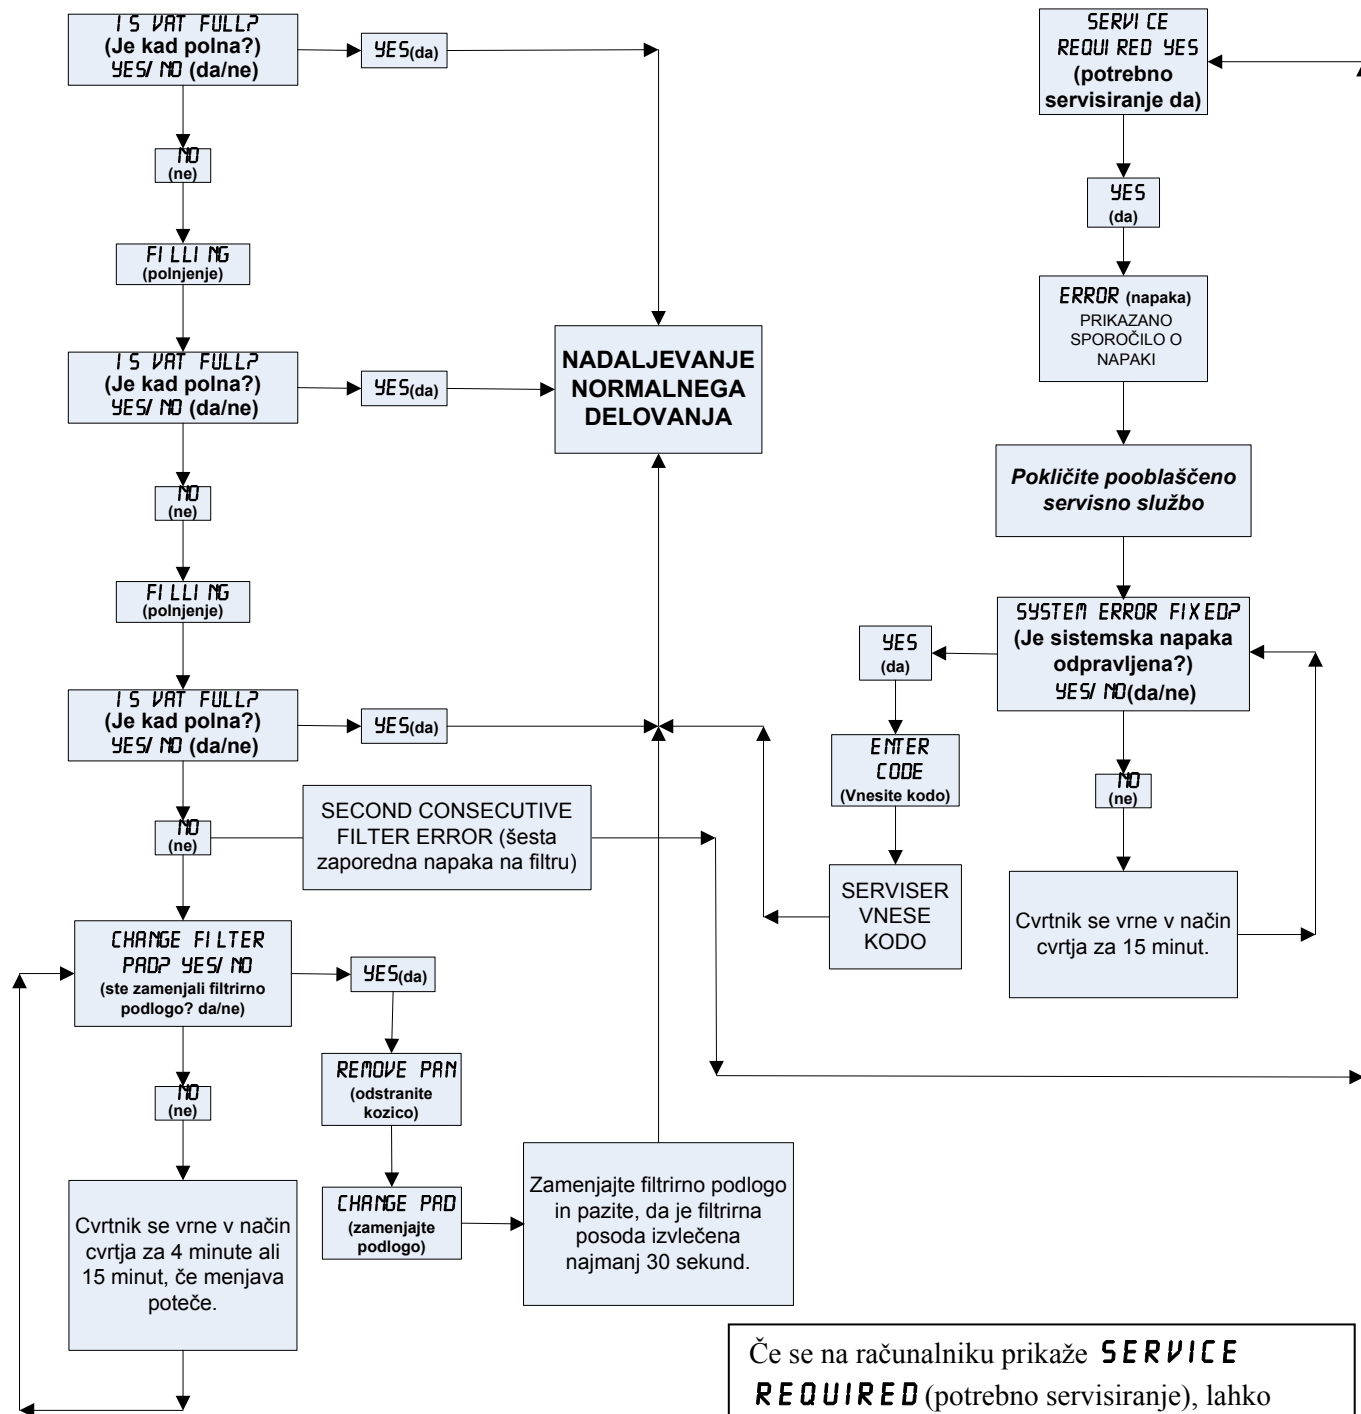 IS VAT FULL?
(Je kad polna?)
YES/NO (da/ne)
YES(da)
NO
(ne)
FILLING
(polnjenje)
IS VAT FULL?
(Je kad polna?)
YES/NO (da/ne)
YES(da)
NADALJEVANJE
NORMALNEGA
DELOVANJA
NO
(ne)
FILLING
(polnjenje)
IS VAT FULL?
(Je kad polna?)
YES/NO (da/ne)
YES(da)
NO
(ne)
SECOND CONSECUTIVE
FILTER ERROR (šesta
zaporedna napaka na filtru)
CHANGE FILTER
PAD? YES/NO
(ste zamenjali filtrirno
podlogo? da/ne)
YES(da)
REMOVE PAN
(odstranite
kozico)
CHANGE PAD
(zamenjajte
podlogo)
Zamenjajte filtrirno podlogo
in pazite, da je filtrirna
posoda izvlečena
najmanj 30 sekund.
NO
(ne)
Cvrtnik se vrne v način
cvrtja za 4 minute ali
15 minut, če menjava
poteče.
SERVICE
REQUIRED YES
(potrebno
servisiranje da)
YES
(da)
ERROR (napaka)
PRIKAZANO
SPOROČILO O
NAPAKI
Pokličite pooblaščeno
servisno službo
SYSTEM ERROR FIXED?
(Je sistemska napaka
odpravljena?)
YES/NO(da/ne)
YES
(da)
ENTER
CODE
(Vnesite kodo)
SERVISER
VNESE
KODO
NO
(ne)
Cvrtnik se vrne v način
cvrtja za 15 minut.
Če se na računalniku prikaže SERVICE
REQUIRED (potrebno servisiranje), lahko